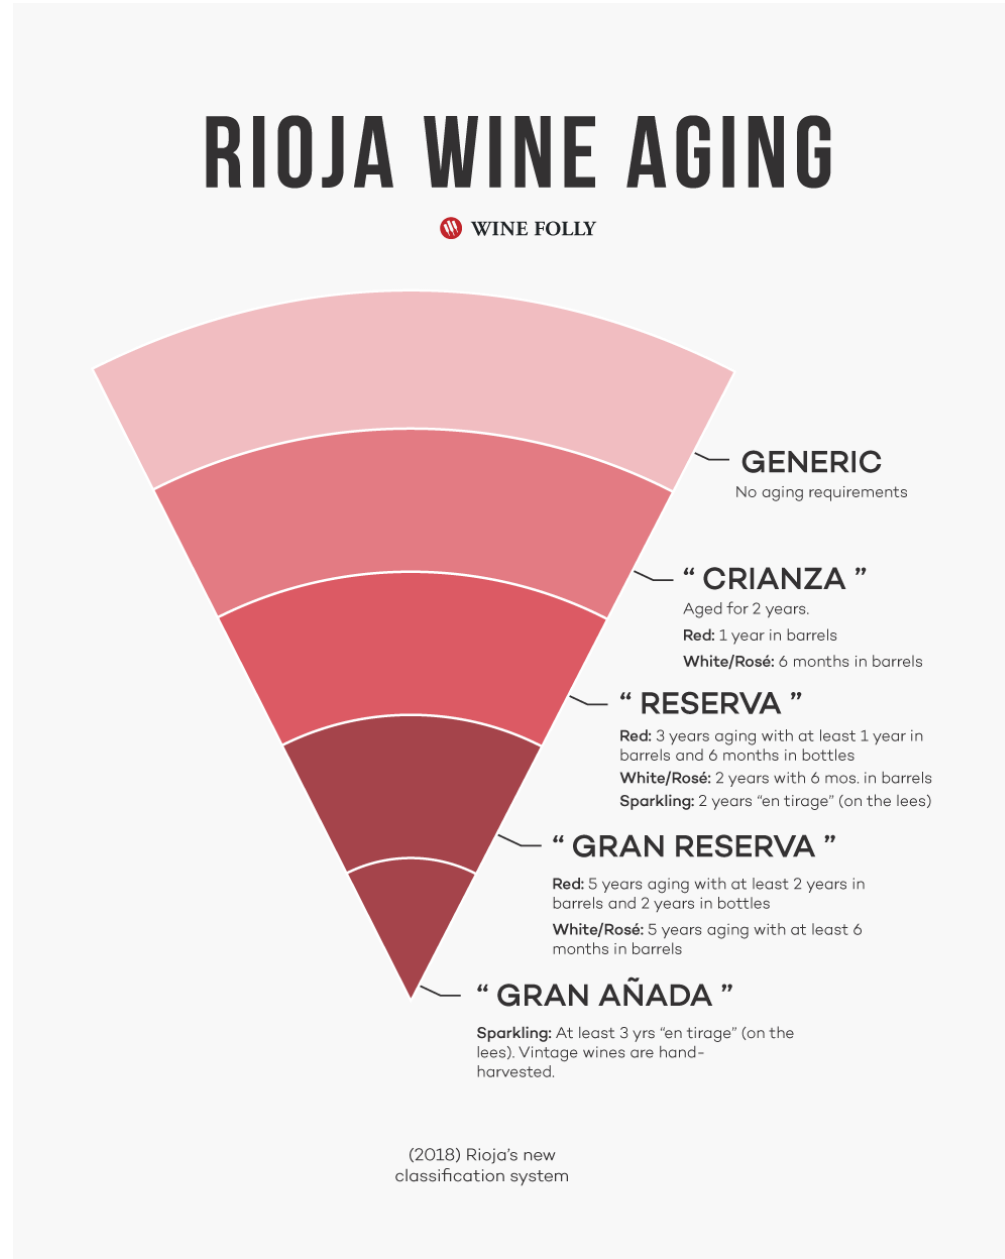 RIOJA WINE AGING
WINE FOLLY
GENERIC
No aging requirements
“ CRIANZA ”
Aged for 2 years.
Red: 1 year in barrels
White/Rosé: 6 months in barrels
“ RESERVA ”
Red: 3 years aging with at least 1 year in
barrels and 6 months in bottles
White/Rosé: 2 years with 6 mos. in barrels
Sparkling: 2 years “en tirage” (on the lees)
“ GRAN RESERVA ”
Red: 5 years aging with at least 2 years in
barrels and 2 years in bottles
White/Rosé: 5 years aging with at least 6
months in barrels
“ GRAN AÑADA ”
Sparkling: At least 3 yrs “en tirage” (on the
lees). Vintage wines are hand-
harvested.
(2018) Rioja’s new
classification system